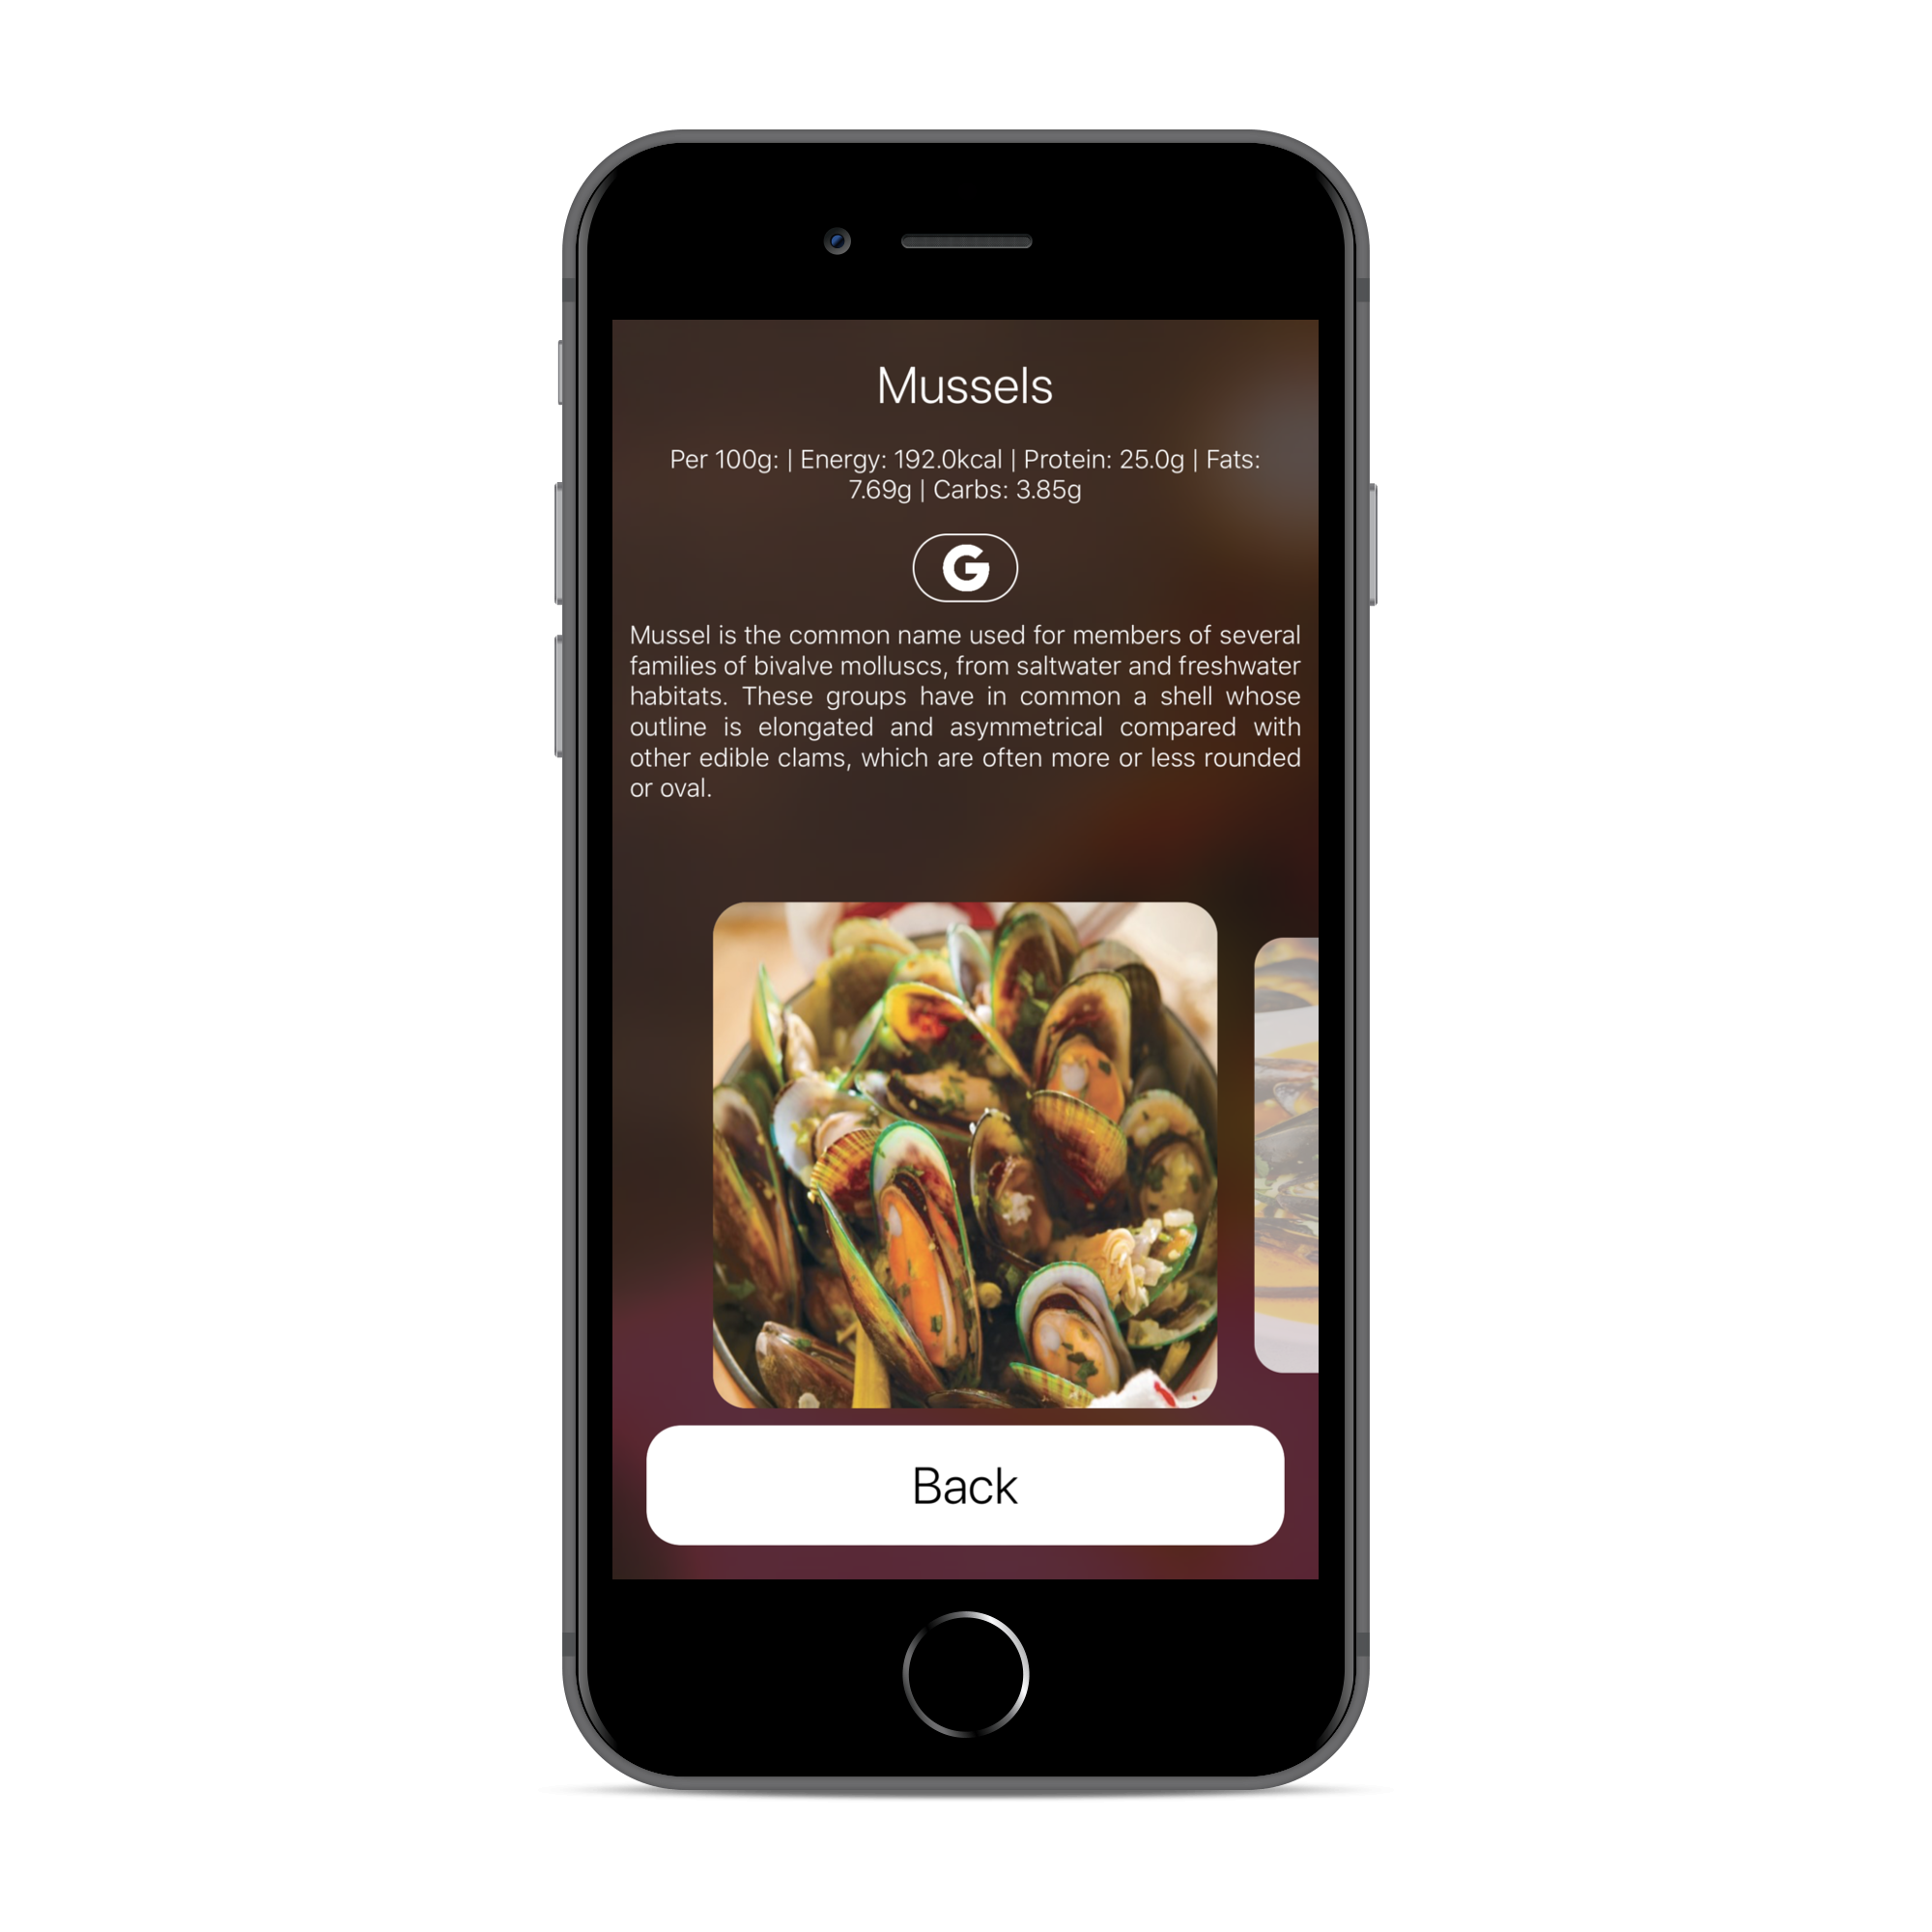 Mussels
Per 100g: | Energy: 192.0kcal | Protein: 25.0g | Fats:
7.69g | Carbs: 3.85g
G
Mussel is the common name used for members of several
families of bivalve molluscs, from saltwater and freshwater
habitats. These groups have in common a shell whose
outline is elongated and asymmetrical compared with
other edible clams, which are often more or less rounded
or oval.
Back